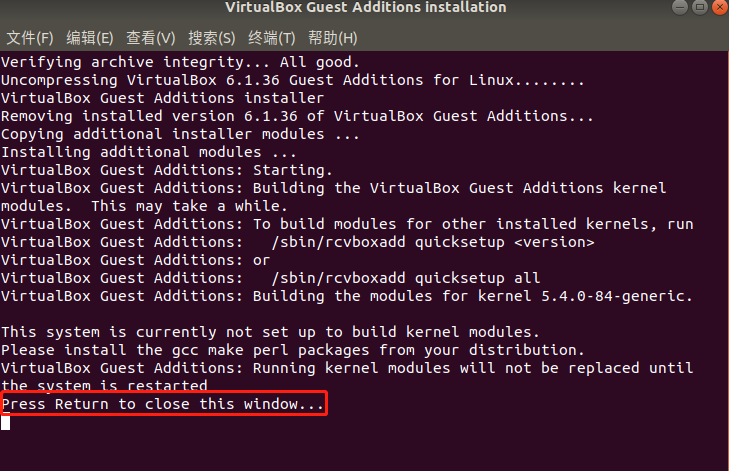 VirtualBox Guest Additions installation
文件(F) 编辑(E) 查看(V) 搜索(S) 终端(T) 帮助(H)
Verifying archive integrity... All good.
Uncompressing VirtualBox 6.1.36 Guest Additions for Linux........
VirtualBox Guest Additions installer
Removing installed version 6.1.36 of VirtualBox Guest Additions...
Copying additional installer modules ...
Installing additional modules ...
VirtualBox Guest Additions: Starting.
VirtualBox Guest Additions: Building the VirtualBox Guest Additions kernel
modules.  This may take a while.
VirtualBox Guest Additions: To build modules for other installed kernels, run
VirtualBox Guest Additions:   /sbin/rcvboxadd quicksetup <version>
VirtualBox Guest Additions: or
VirtualBox Guest Additions:   /sbin/rcvboxadd quicksetup all
VirtualBox Guest Additions: Building the modules for kernel 5.4.0-84-generic.
This system is currently not set up to build kernel modules.
Please install the gcc make perl packages from your distribution.
VirtualBox Guest Additions: Running kernel modules will not be replaced until
the system is restarted
Press Return to close this window...